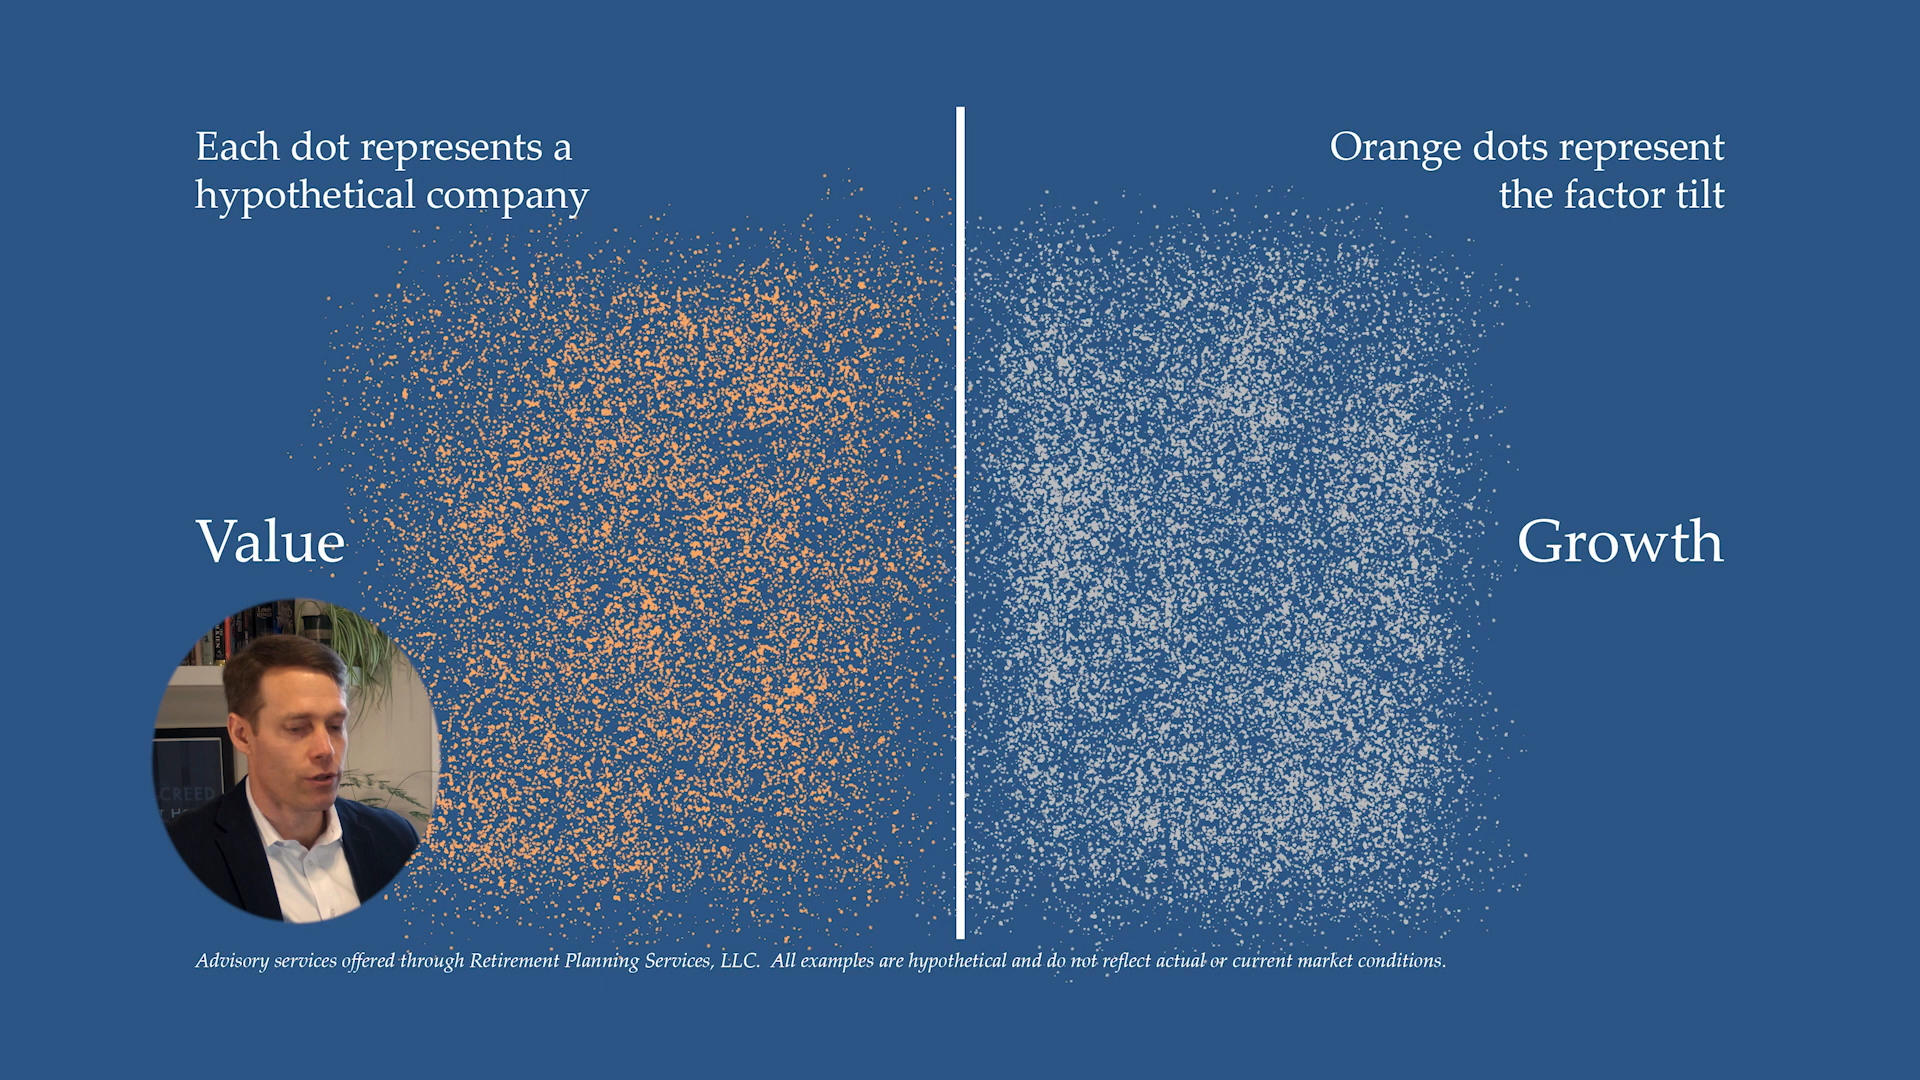 Each dot represents a
hypothetical company
Orange dots represent
the factor tilt
Value
Growth
CREED
Advisory services offered through Retirement Planning Services, LLC. All examples are hypothetical and do not reflect actual or current market conditions.